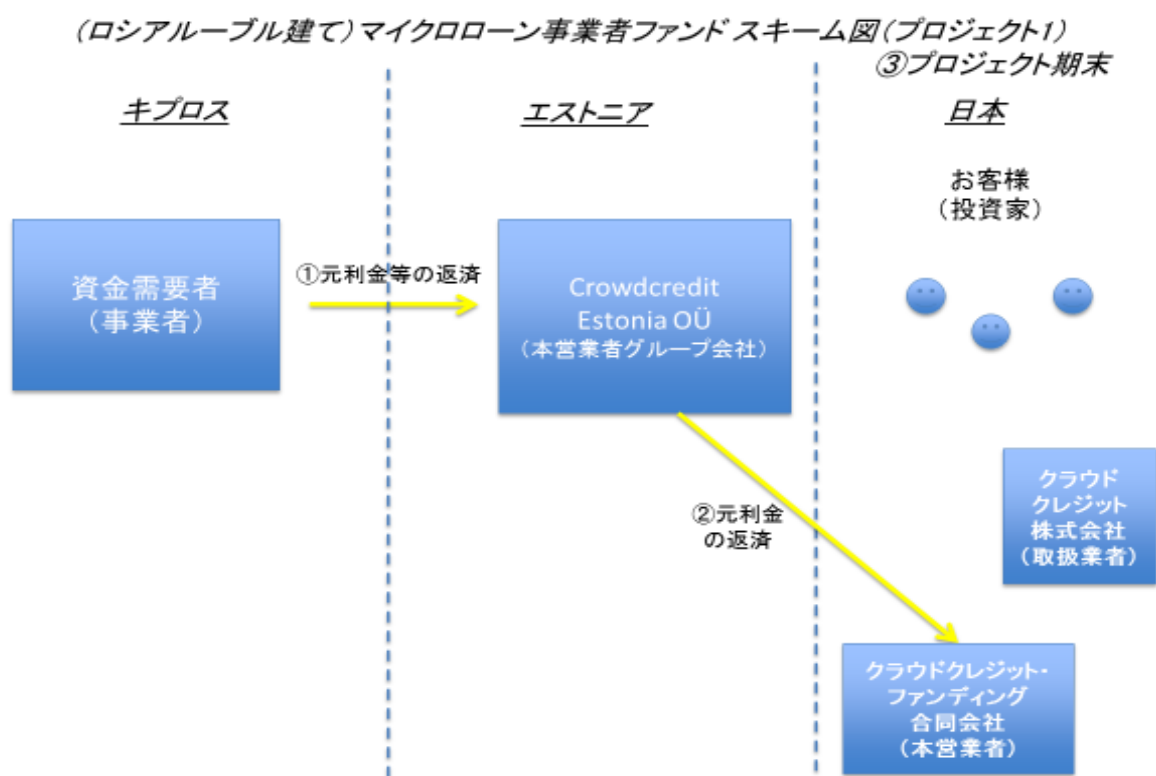 (ロシアルーブル建て)マイクロローン事業者ファンド スキーム図(プロジェクト1)
③プロジェクト期末
キプロス
エストニア
日本
お客様
(投資家)
資金需要者
(事業者)
①元利金等の返済
Crowdcredit
Estonia OÜ
(本営業者グループ会社)
クラウド
クレジット
株式会社
(取扱業者)
②元利金
の返済
クラウドクレジット・
ファンディング
合同会社
(本営業者)